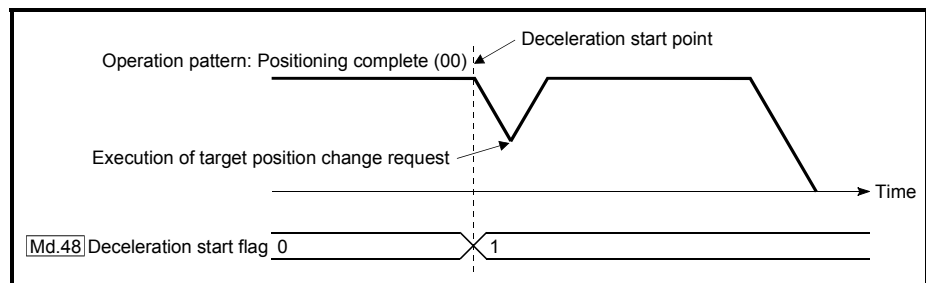 Deceleration start point
Operation pattern: Positioning complete (00)
Execution of target position change request
Time
Md.48 Deceleration start flag 0 1